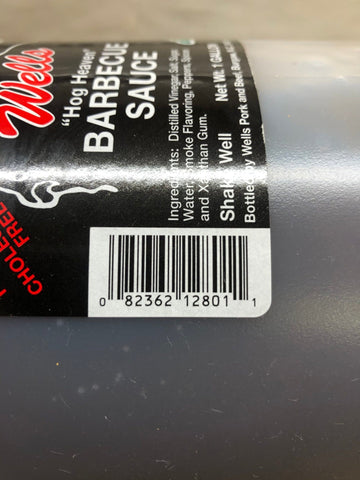 Wells
"Hog Heaven"
BARBECUE
SAUCE
FREE
Ingredients: Distilled Vinegar, Salt, Sugar,
Water, Smoke Flavoring, Peppers,
and Xanthan Gum.
Shake Well Net Wt. 1 GALLON
Bottled by Wells Pork and Beef,
0 82362 12801 1